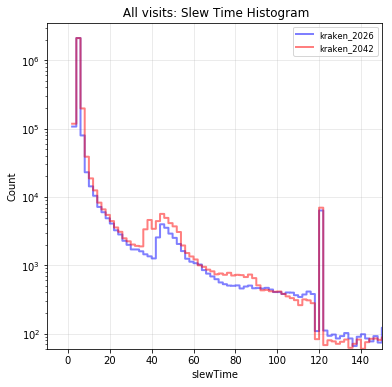 All visits: Slew Time Histogram
kraken_2026
kraken_2042
10⁶
10⁵
10⁴
10³
10²
Count
0 20 40 60 80 100 120 140
slewTime